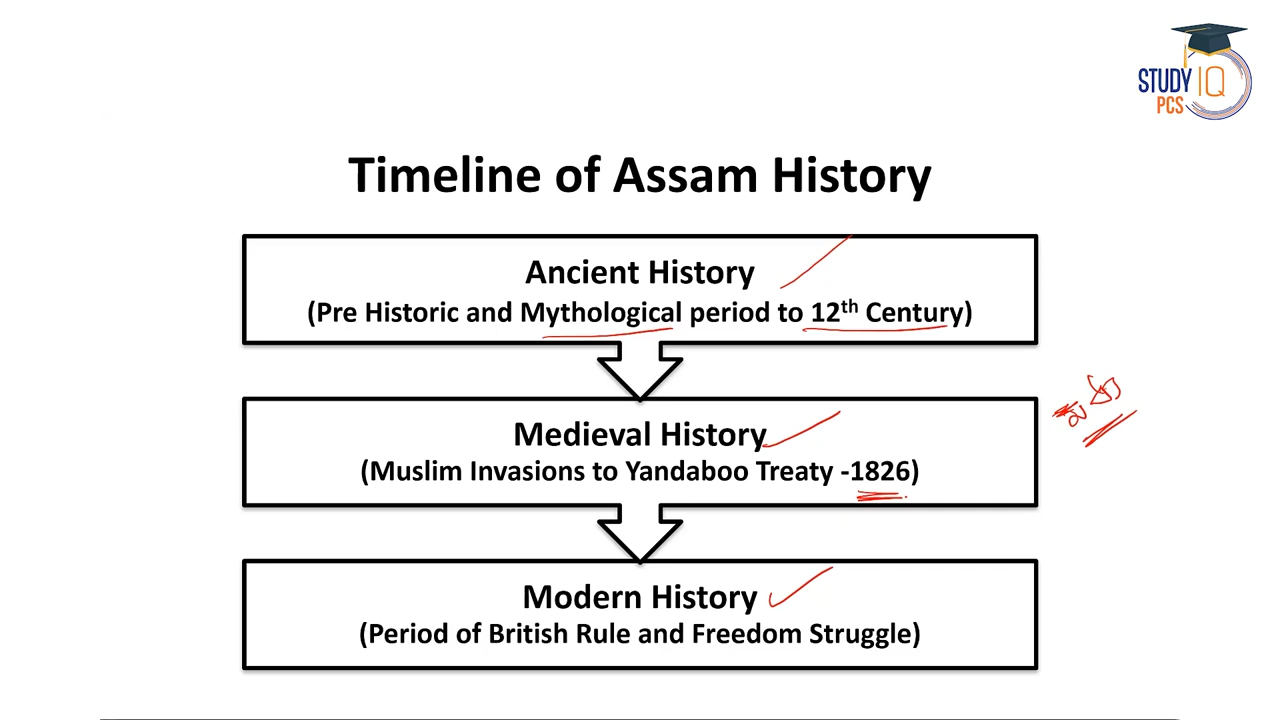 STUDY IQ
PCS
Timeline of Assam History
Ancient History
(Pre Historic and Mythological period to 12th Century)
Medieval History
(Muslim Invasions to Yandaboo Treaty -1826)
Modern History
(Period of British Rule and Freedom Struggle)